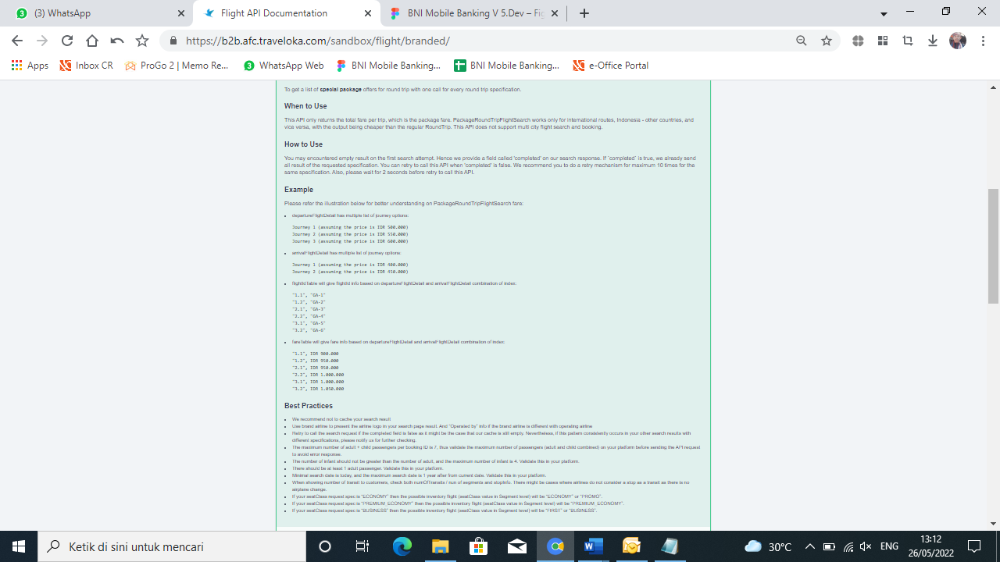 3 (3) WhatsApp
Flight API Documentation
BNI Mobile Banking V 5.Dev – Fig
https://b2b.afc.traveloka.com/sandbox/flight/branded/
Apps
Inbox CR
ProGo 2 | Memo Re...
3 WhatsApp Web
BNI Mobile Banking...
BNI Mobile Banking...
e-Office Portal
To get a list of special package offers for round trip with one call for every round trip specification.
When to Use
This API only returns the total fare per trip, which is the package fare. PackageRoundTripFlightSearch works only for international routes, Indonesia - other countries, and
vice versa, with the output being cheaper than the regular RoundTrip. This API does not support multi city flight search and booking.
How to Use
You may encountered empty result on the first search attempt. Hence we provide a field called 'completed' on our search response. If `completed` is true, we already send
all result of the requested specification. You can retry to call this API when 'completed' is false. We recommend you to do a retry mechanism for maximum 10 times for the
same specification. Also, please wait for 2 seconds before retry to call this API.
Example
Please refer the illustration below for better understanding on PackageRoundTripFlightSearch fare:
• departureFlightDetail has multiple list of journey options:
Journey 1 (assuming the price is IDR 500.000)
Journey 2 (assuming the price is IDR 550.000)
Journey 3 (assuming the price is IDR 600.000)
• arrivalFlightDetail has multiple list of journey options:
Journey 1 (assuming the price is IDR 400.000)
Journey 2 (assuming the price is IDR 450.000)
• flightIdTable will give flightId info based on departureFlightDetail and arrivalFlightDetail combination of index:
"1.1", "GA-1"
"1.2", "GA-2"
"2.1", "GA-3"
"2.2", "GA-4"
"3.1", "GA-5"
"3.2", "GA-6"
• fareTable will give fare info based on departureFlightDetail and arrivalFlightDetail combination of index:
"1.1", IDR 900.000
"1.2", IDR 950.000
"2.1", IDR 950.000
"2.2", IDR 1.000.000
"3.1", IDR 1.000.000
"3.2", IDR 1.050.000
Best Practices
• We recommend not to cache your search result
• Use brand airline to present the airline logo in your search page result. And "Operated by" info if the brand airline is different with operating airline
• Retry to call the search request if the completed field is false as it might be the case that our cache is still empty. Nevertheless, if this pattern consistently occurs in your other search results with
different specifications, please notify us for further checking.
• The maximum number of adult + child passengers per booking ID is 7, thus validate the maximum number of passengers (adult and child combined) on your platform before sending the API request
to avoid error response.
• The number of infant should not be greater than the number of adult, and the maximum number of infant is 4. Validate this in your platform.
• There should be at least 1 adult passenger. Validate this in your platform.
• Minimal search date is today, and the maximum search date is 1 year after from current date. Validate this in your platform.
• When showing number of transit to customers, check both numOfTransits / num of segments and stopInfo. There might be cases where airlines do not consider a stop as a transit as there is no
airplane change.
• If your seatClass request spec is "ECONOMY" then the possible inventory flight (seatClass value in Segment level) will be "ECONOMY" or "PROMO".
• If your seatClass request spec is "PREMIUM_ECONOMY" then the possible inventory flight (seatClass value in Segment level) will be "PREMIUM_ECONOMY".
• If your seatClass request spec is "BUSINESS" then the possible inventory flight (seatClass value in Segment level) will be "FIRST" or "BUSINESS".
Ketik di sini untuk mencari
30°C
ENG
13:12
26/05/2022